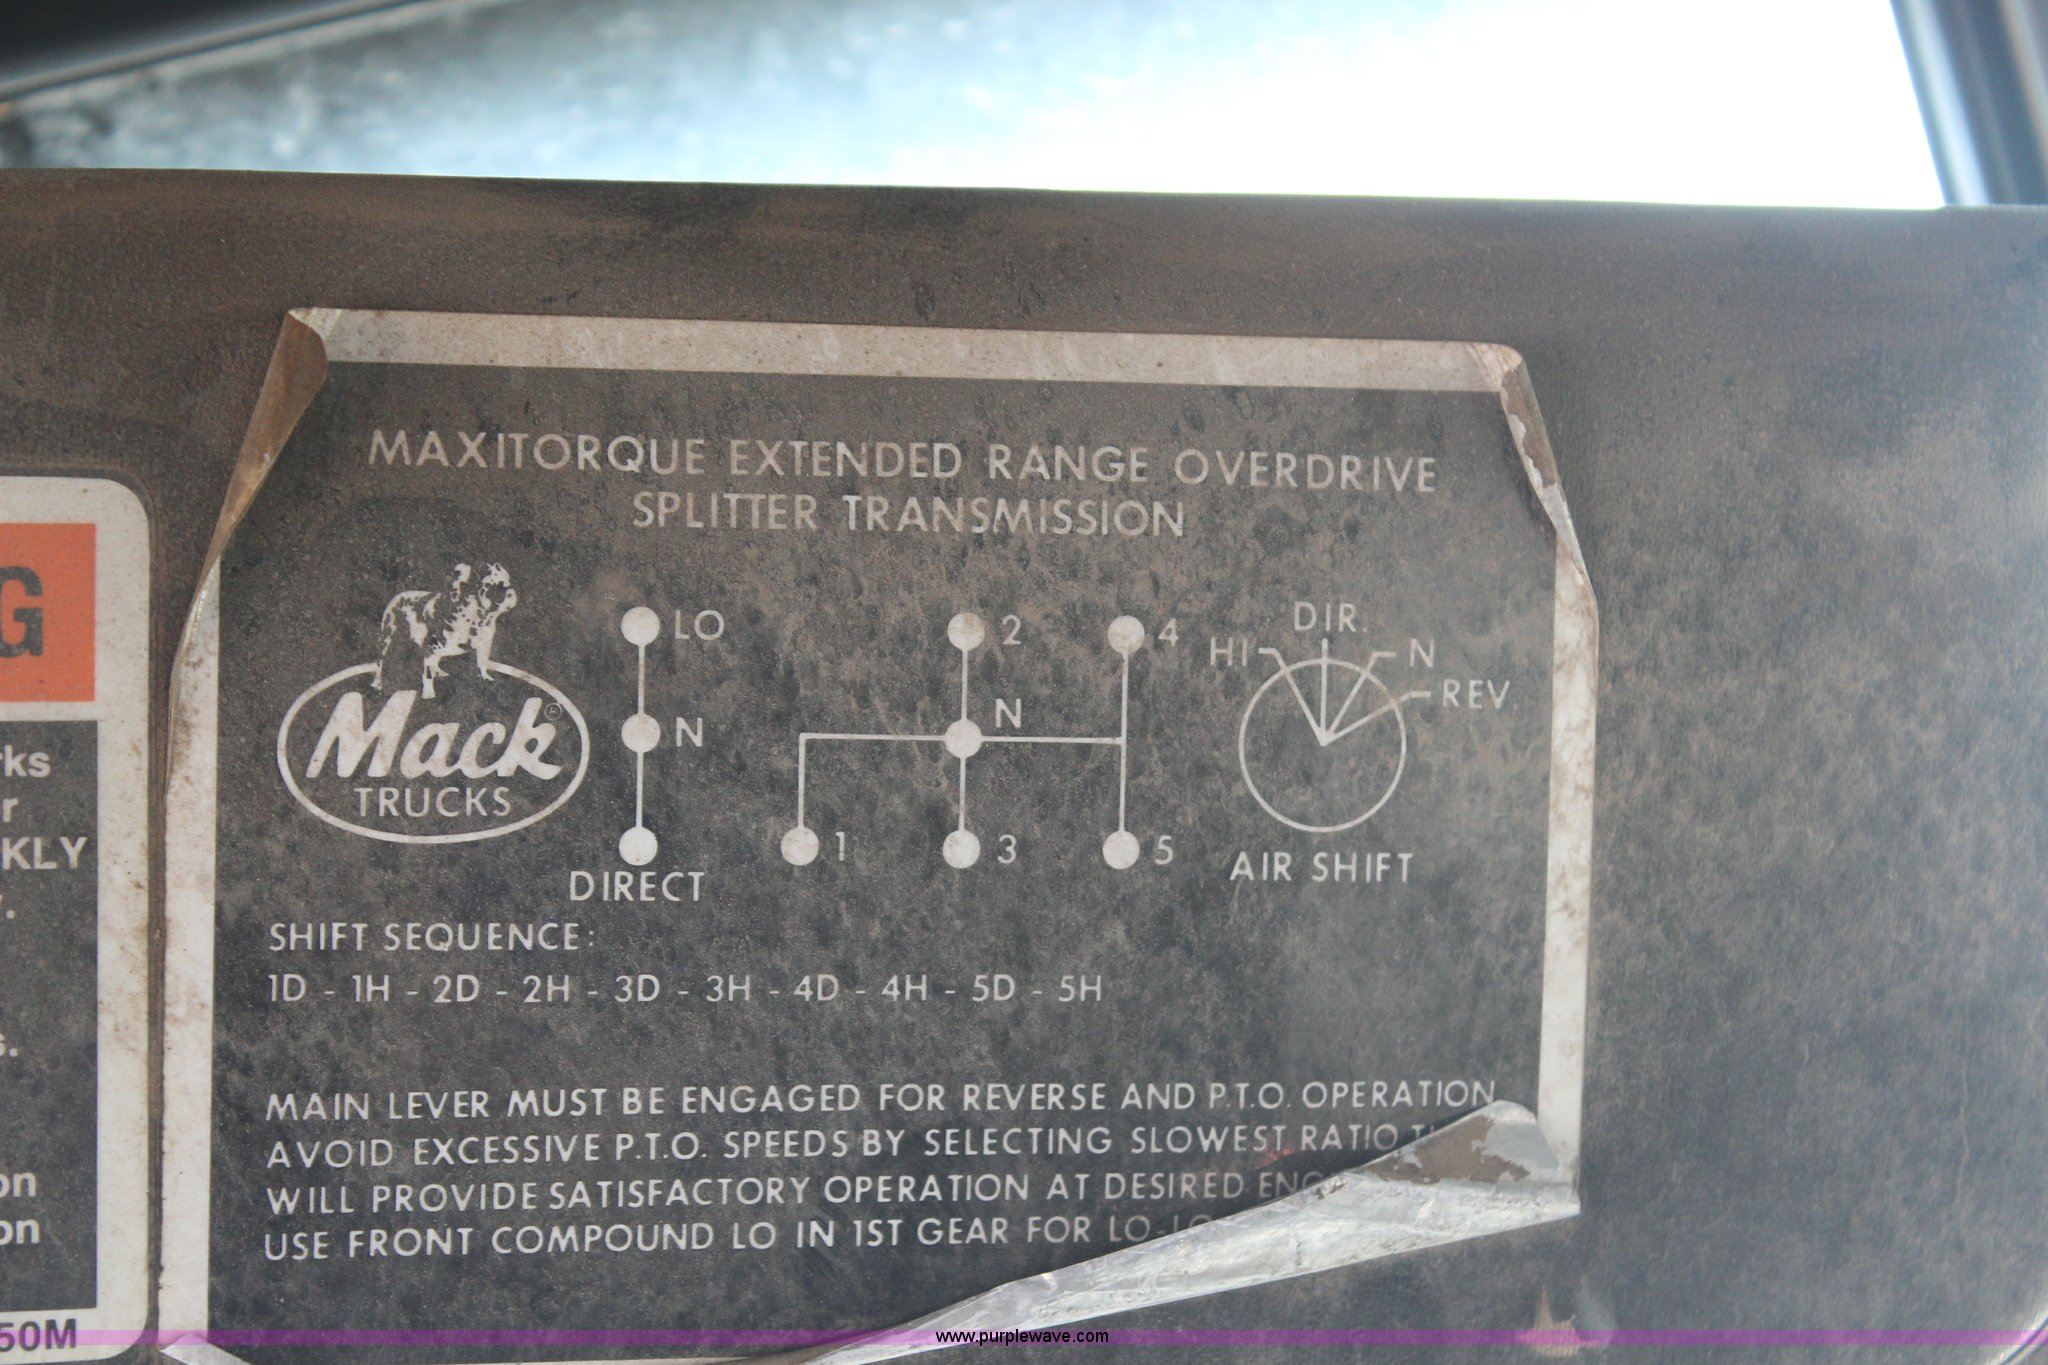 MAXITORQUE EXTENDED RANGE OVERDRIVE
SPLITTER TRANSMISSION
Mack
TRUCKS
LO
N
DIRECT
2
4
N
1
3
5
DIR.
HI
N
REV.
AIR SHIFT
SHIFT SEQUENCE:
1D - 1H - 2D - 2H - 3D - 3H - 4D - 4H - 5D - 5H
MAIN LEVER MUST BE ENGAGED FOR REVERSE AND P.T.O. OPERATION
AVOID EXCESSIVE P.T.O. SPEEDS BY SELECTING SLOWEST RATIO
WILL PROVIDE SATISFACTORY OPERATION AT DESIRED
USE FRONT COMPOUND LO IN 1ST GEAR FOR
G
ks
r
KLY
s.
on
on
50M
www.purplewave.com